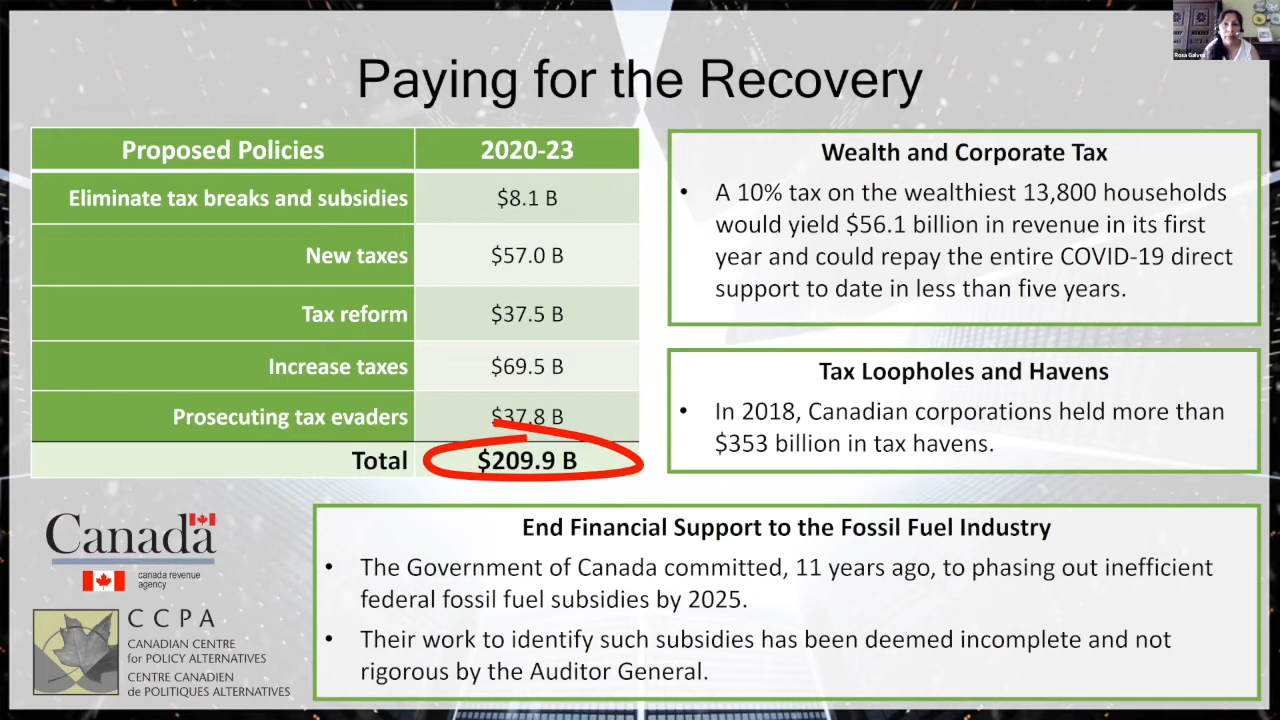 Rosa Galvez
Paying for the Recovery
Proposed Policies 2020-23
Eliminate tax breaks and subsidies $8.1 B
New taxes $57.0 B
Tax reform $37.5 B
Increase taxes $69.5 B
Prosecuting tax evaders $37.8 B
Total $209.9 B
Wealth and Corporate Tax
• A 10% tax on the wealthiest 13,800 households
would yield $56.1 billion in revenue in its first
year and could repay the entire COVID-19 direct
support to date in less than five years.
Tax Loopholes and Havens
• In 2018, Canadian corporations held more than
$353 billion in tax havens.
Canada
canada revenue
agency
CCPA
CANADIAN CENTRE
for POLICY ALTERNATIVES
CENTRE CANADIEN
de POLITIQUES ALTERNATIVES
End Financial Support to the Fossil Fuel Industry
• The Government of Canada committed, 11 years ago, to phasing out inefficient
federal fossil fuel subsidies by 2025.
• Their work to identify such subsidies has been deemed incomplete and not
rigorous by the Auditor General.